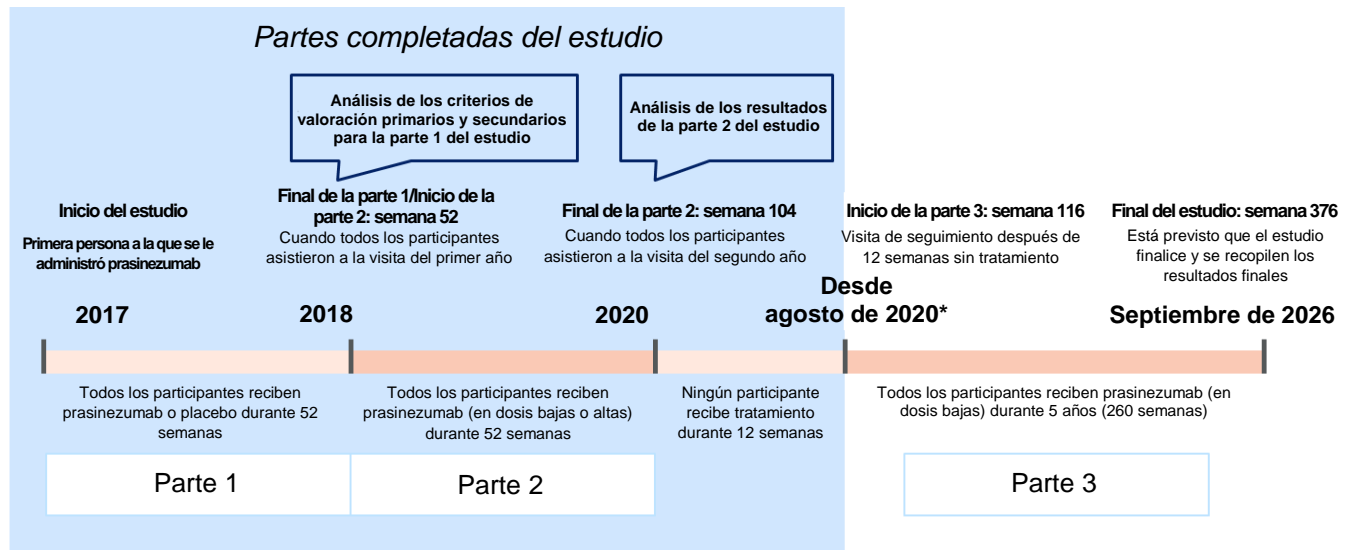 Partes completadas del estudio
Análisis de los criterios de
valoración primarios y secundarios
para la parte 1 del estudio
Análisis de los resultados
de la parte 2 del estudio
Inicio del estudio
Primera persona a la que se le
administró prasinezumab
Final de la parte 1/Inicio de la
parte 2: semana 52
Cuando todos los participantes
asistieron a la visita del primer año
Final de la parte 2: semana 104
Cuando todos los participantes
asistieron a la visita del segundo año
Inicio de la parte 3: semana 116
Visita de seguimiento después de
12 semanas sin tratamiento
Final del estudio: semana 376
Está previsto que el estudio
finalice y se recopilen los
resultados finales
2017
2018
2020
Desde
agosto de 2020*
Septiembre de 2026
Todos los participantes reciben
prasinezumab o placebo durante 52
semanas
Todos los participantes reciben
prasinezumab (en dosis bajas o altas)
durante 52 semanas
Ningún participante
recibe tratamiento
durante 12 semanas
Todos los participantes reciben prasinezumab (en
dosis bajas) durante 5 años (260 semanas)
Parte 1
Parte 2
Parte 3